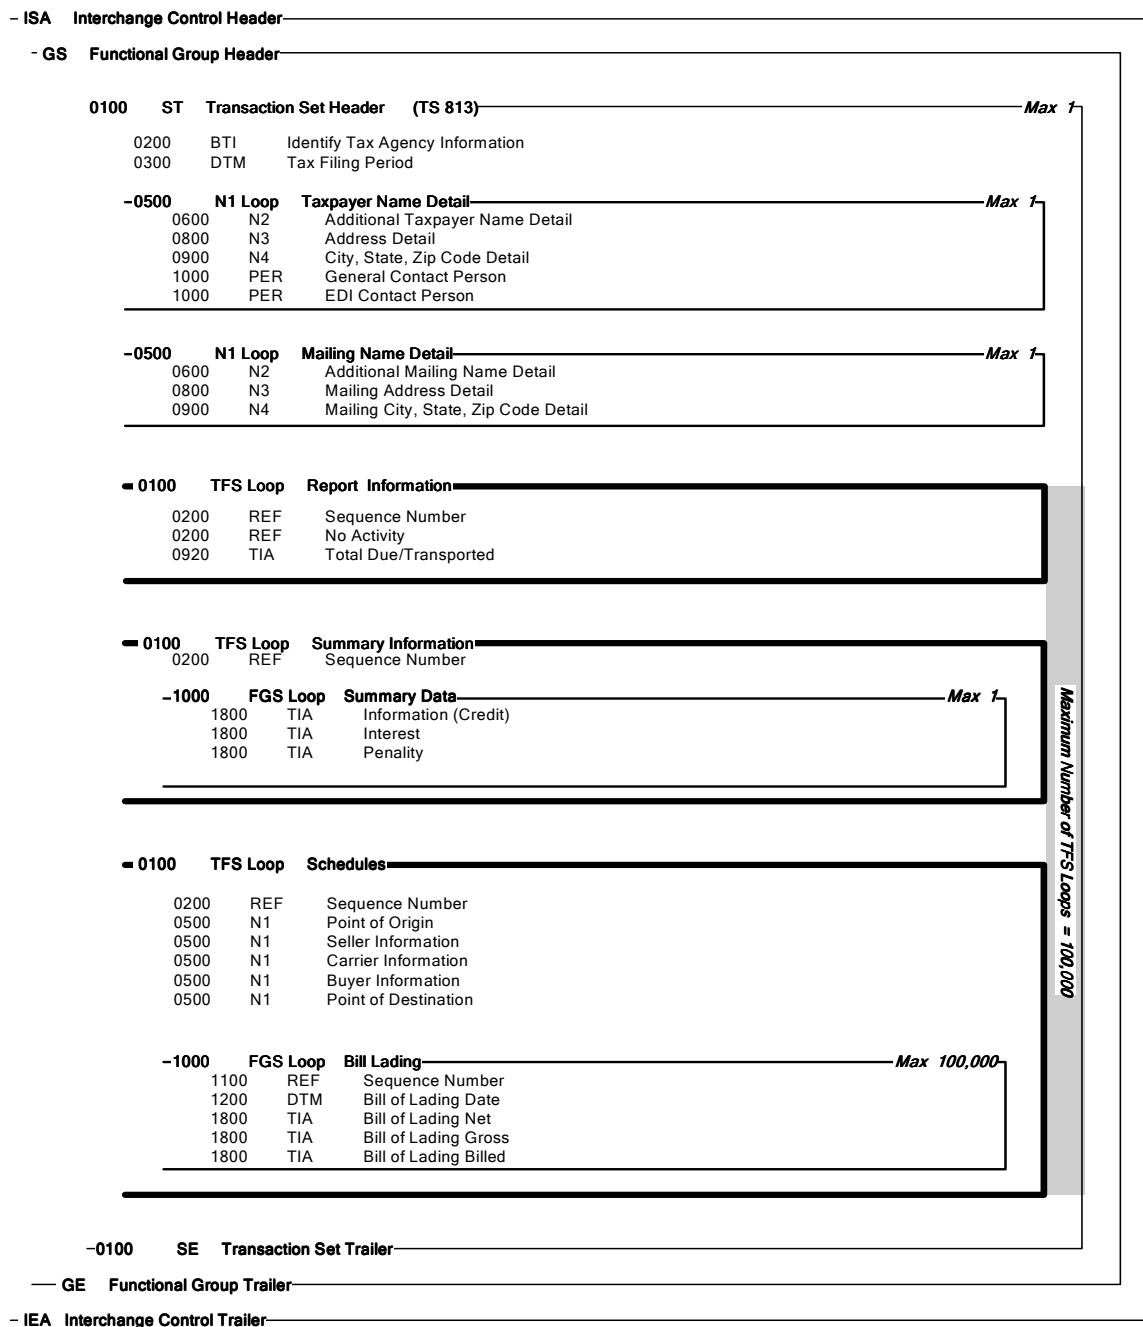 – ISA Interchange Control Header
- GS Functional Group Header
0100 ST Transaction Set Header (TS 813) Max 1
0200 BTI Identify Tax Agency Information
0300 DTM Tax Filing Period
–0500 N1 Loop Taxpayer Name Detail Max 1
0600 N2 Additional Taxpayer Name Detail
0800 N3 Address Detail
0900 N4 City, State, Zip Code Detail
1000 PER General Contact Person
1000 PER EDI Contact Person
–0500 N1 Loop Mailing Name Detail Max 1
0600 N2 Additional Mailing Name Detail
0800 N3 Mailing Address Detail
0900 N4 Mailing City, State, Zip Code Detail
0100 TFS Loop Report Information
0200 REF Sequence Number
0200 REF No Activity
0920 TIA Total Due/Transported
0100 TFS Loop Summary Information
0200 REF Sequence Number
–1000 FGS Loop Summary Data Max 1
1800 TIA Information (Credit)
1800 TIA Interest
1800 TIA Penality
Maximum Number of TFS Loops = 100,000
0100 TFS Loop Schedules
0200 REF Sequence Number
0500 N1 Point of Origin
0500 N1 Seller Information
0500 N1 Carrier Information
0500 N1 Buyer Information
0500 N1 Point of Destination
–1000 FGS Loop Bill Lading Max 100,000
1100 REF Sequence Number
1200 DTM Bill of Lading Date
1800 TIA Bill of Lading Net
1800 TIA Bill of Lading Gross
1800 TIA Bill of Lading Billed
–0100 SE Transaction Set Trailer
— GE Functional Group Trailer
– IEA Interchange Control Trailer